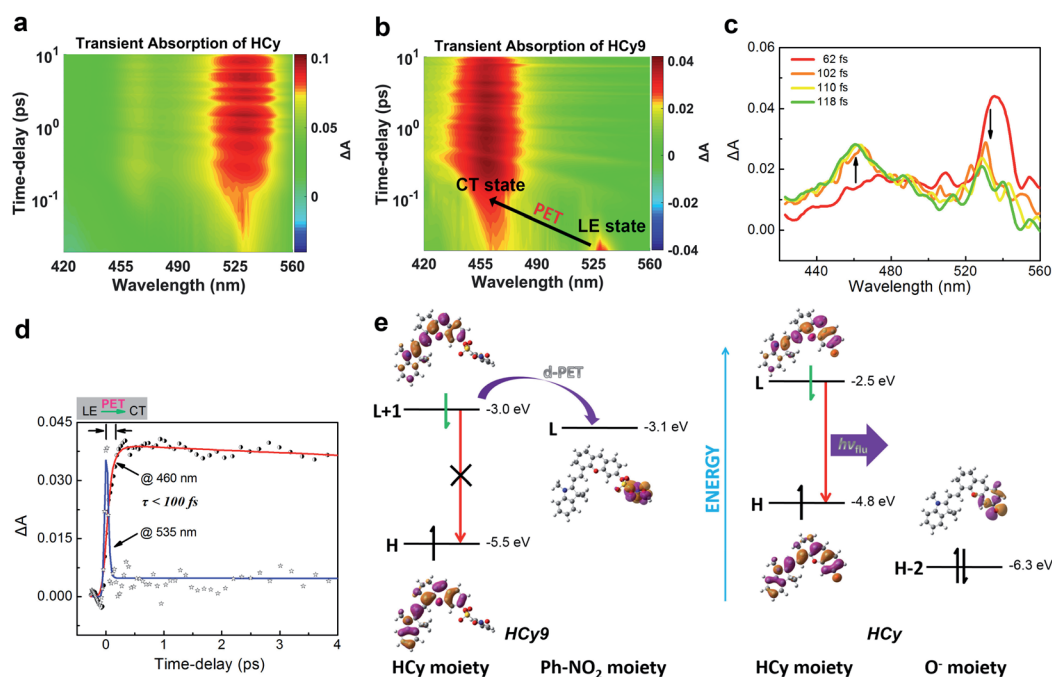 a
Transient Absorption of HCy
10¹
10⁰
10⁻¹
Time-delay (ps)
420 455 490 525 560
Wavelength (nm)
0.1
0.05
0
ΔA
b
Transient Absorption of HCy9
10¹
10⁰
10⁻¹
Time-delay (ps)
CT state
PET
LE state
420 455 490 525 560
Wavelength (nm)
0.04
0.02
0
-0.02
-0.04
ΔA
c
0.06
0.04
0.02
0.00
ΔA
62 fs
102 fs
110 fs
118 fs
440 480 520 560
Wavelength (nm)
d
PET
LE CT
0.045
0.030
0.015
0.000
ΔA
@ 460 nm
τ < 100 fs
@ 535 nm
0 1 2 3 4
Time-delay (ps)
e
d-PET
L+1
-3.0 eV
L
-3.1 eV
H
-5.5 eV
HCy9
HCy moiety
Ph-NO₂ moiety
ENERGY
L
-2.5 eV
hν_flu
H
-4.8 eV
H-2
-6.3 eV
HCy
HCy moiety
O⁻ moiety